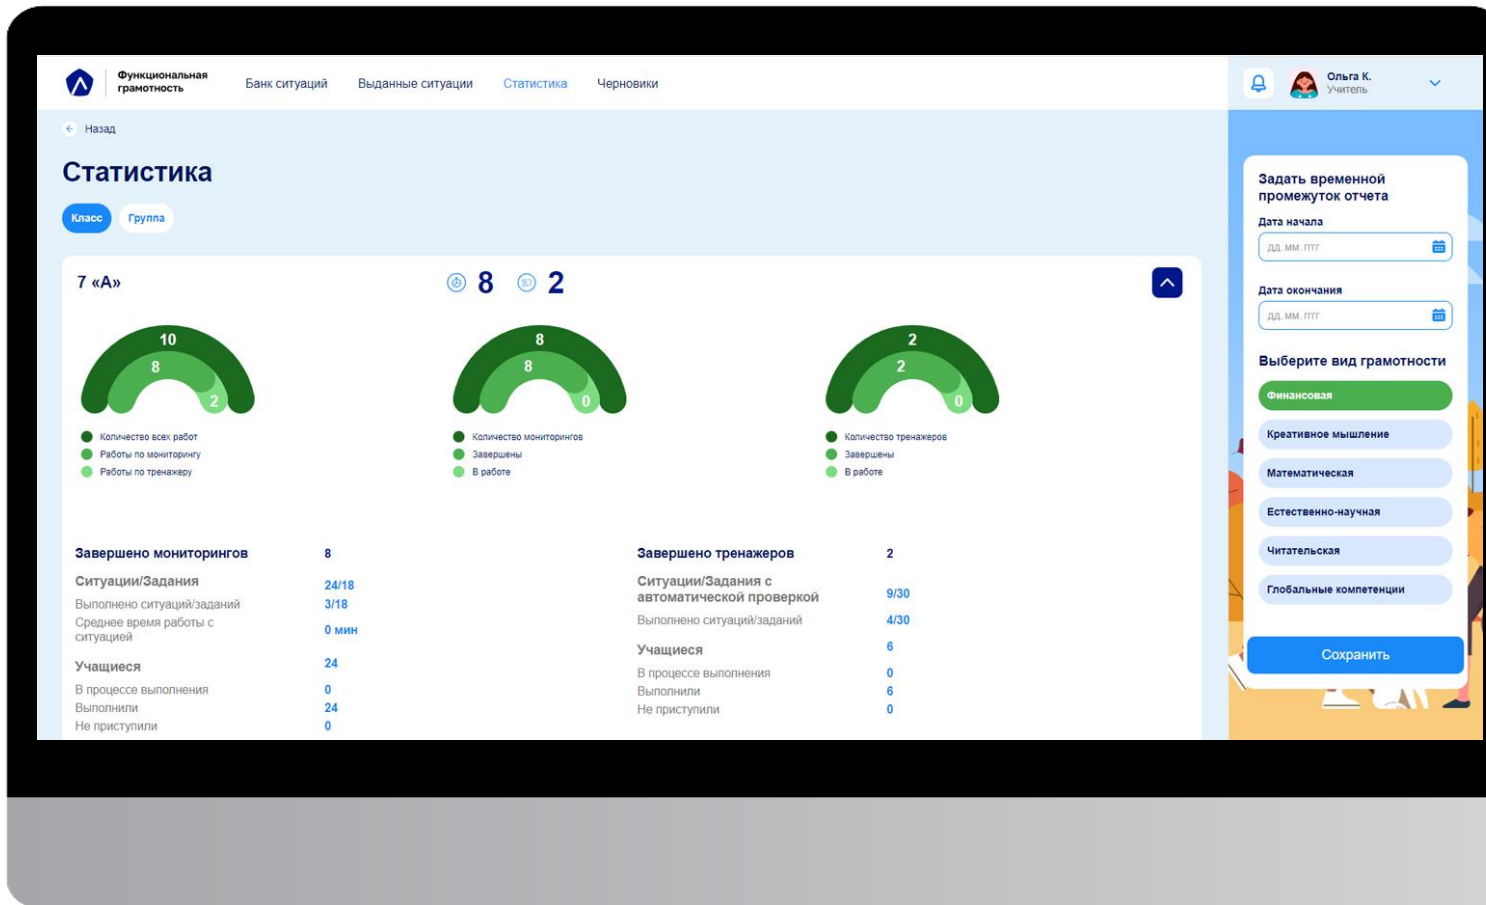 Функциональная
грамотность
Банк ситуаций
Выданные ситуации
Статистика
Черновики
Ольга К.
Учитель
Назад
Статистика
Класс
Группа
7 «А»
8
2
10
8
2
Количество всех работ
Работы по мониторингу
Работы по тренажеру
8
8
0
Количество мониторингов
Завершены
В работе
2
2
0
Количество тренажеров
Завершены
В работе
Завершено мониторингов 8
Ситуации/Задания 24/18
Выполнено ситуаций/заданий 3/18
Среднее время работы с
ситуацией 0 мин
Учащиеся 24
В процессе выполнения 0
Выполнили 24
Не приступили 0
Завершено тренажеров 2
Ситуации/Задания с
автоматической проверкой 9/30
Выполнено ситуаций/заданий 4/30
Учащиеся 6
В процессе выполнения 0
Выполнили 6
Не приступили 0
Задать временной
промежуток отчета
Дата начала
дд.мм.гггг
Дата окончания
дд.мм.гггг
Выберите вид грамотности
Финансовая
Креативное мышление
Математическая
Естественно-научная
Читательская
Глобальные компетенции
Сохранить